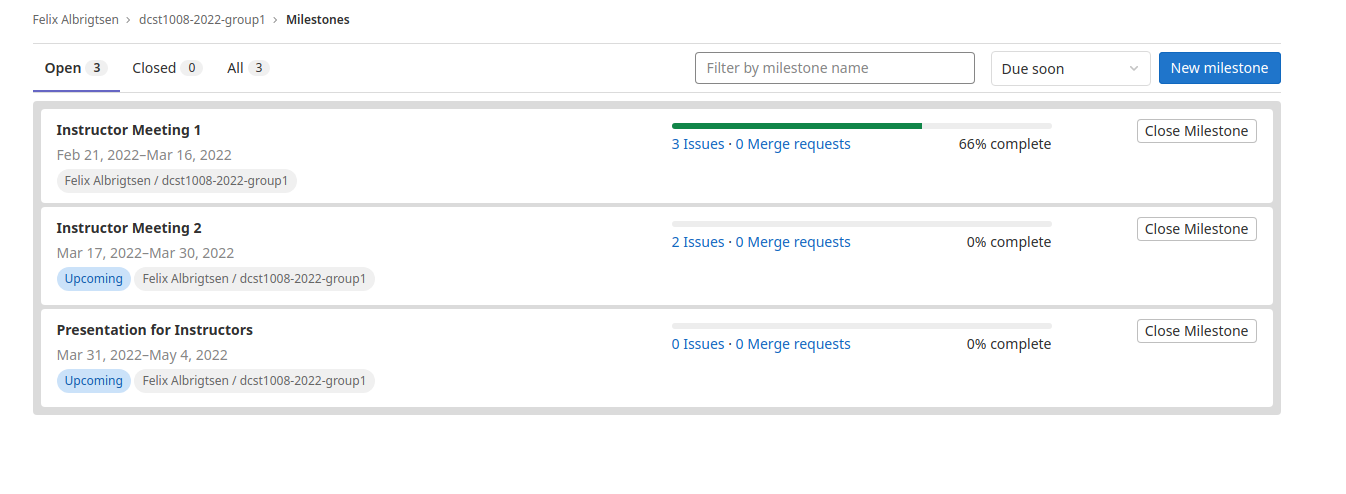 Felix Albrigtsen › dcst1008-2022-group1 › Milestones
Open 3 Closed 0 All 3 Filter by milestone name Due soon New milestone
Instructor Meeting 1
Feb 21, 2022–Mar 16, 2022
Felix Albrigtsen / dcst1008-2022-group1
3 Issues · 0 Merge requests 66% complete
Close Milestone
Instructor Meeting 2
Mar 17, 2022–Mar 30, 2022
Upcoming Felix Albrigtsen / dcst1008-2022-group1
2 Issues · 0 Merge requests 0% complete
Close Milestone
Presentation for Instructors
Mar 31, 2022–May 4, 2022
Upcoming Felix Albrigtsen / dcst1008-2022-group1
0 Issues · 0 Merge requests 0% complete
Close Milestone